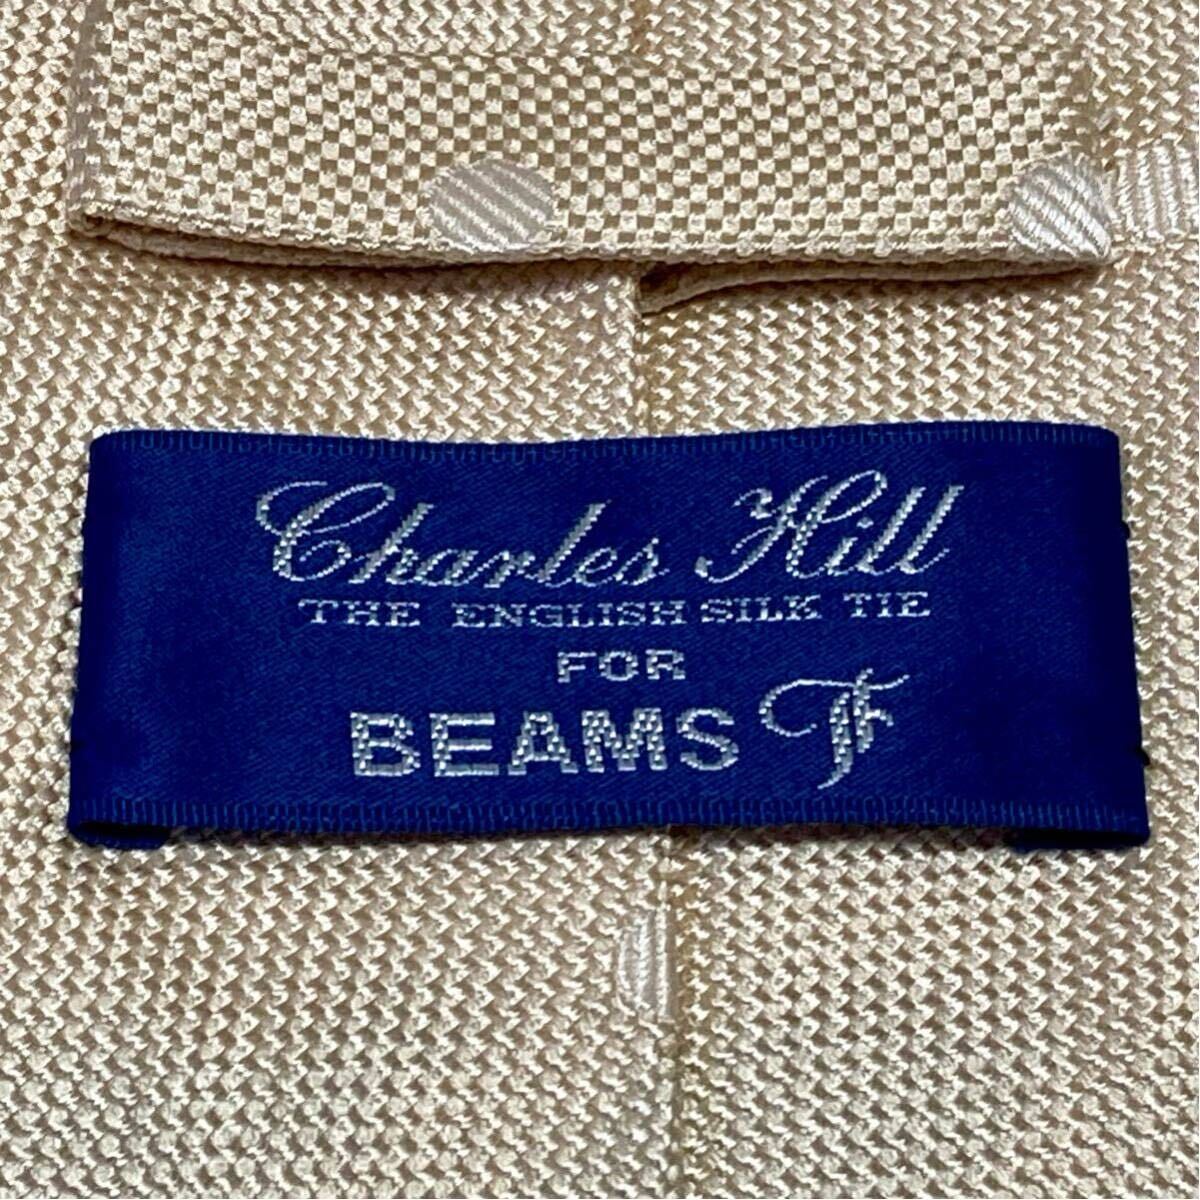 Charles Hill
THE ENGLISH SILK TIE
FOR
BEAMS F